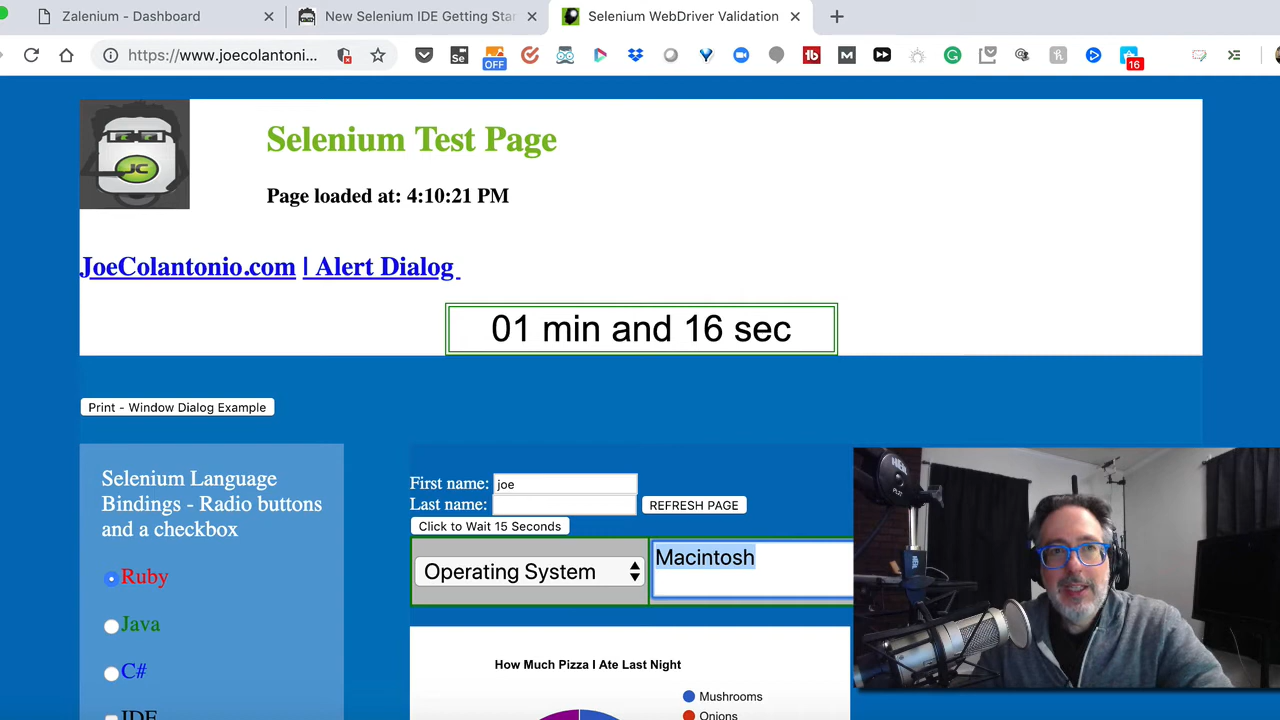 Zalenium - Dashboard
New Selenium IDE Getting Star
Selenium WebDriver Validation
https://www.joecolantoni...
Se
OFF
M
16
JC
Selenium Test Page
Page loaded at: 4:10:21 PM
JoeColantonio.com | Alert Dialog
01 min and 16 sec
Print - Window Dialog Example
Selenium Language
Bindings - Radio buttons
and a checkbox
Ruby
Java
C#
IDE
First name: joe
Last name: REFRESH PAGE
Click to Wait 15 Seconds
Operating System
Macintosh
How Much Pizza I Ate Last Night
Mushrooms
Onions